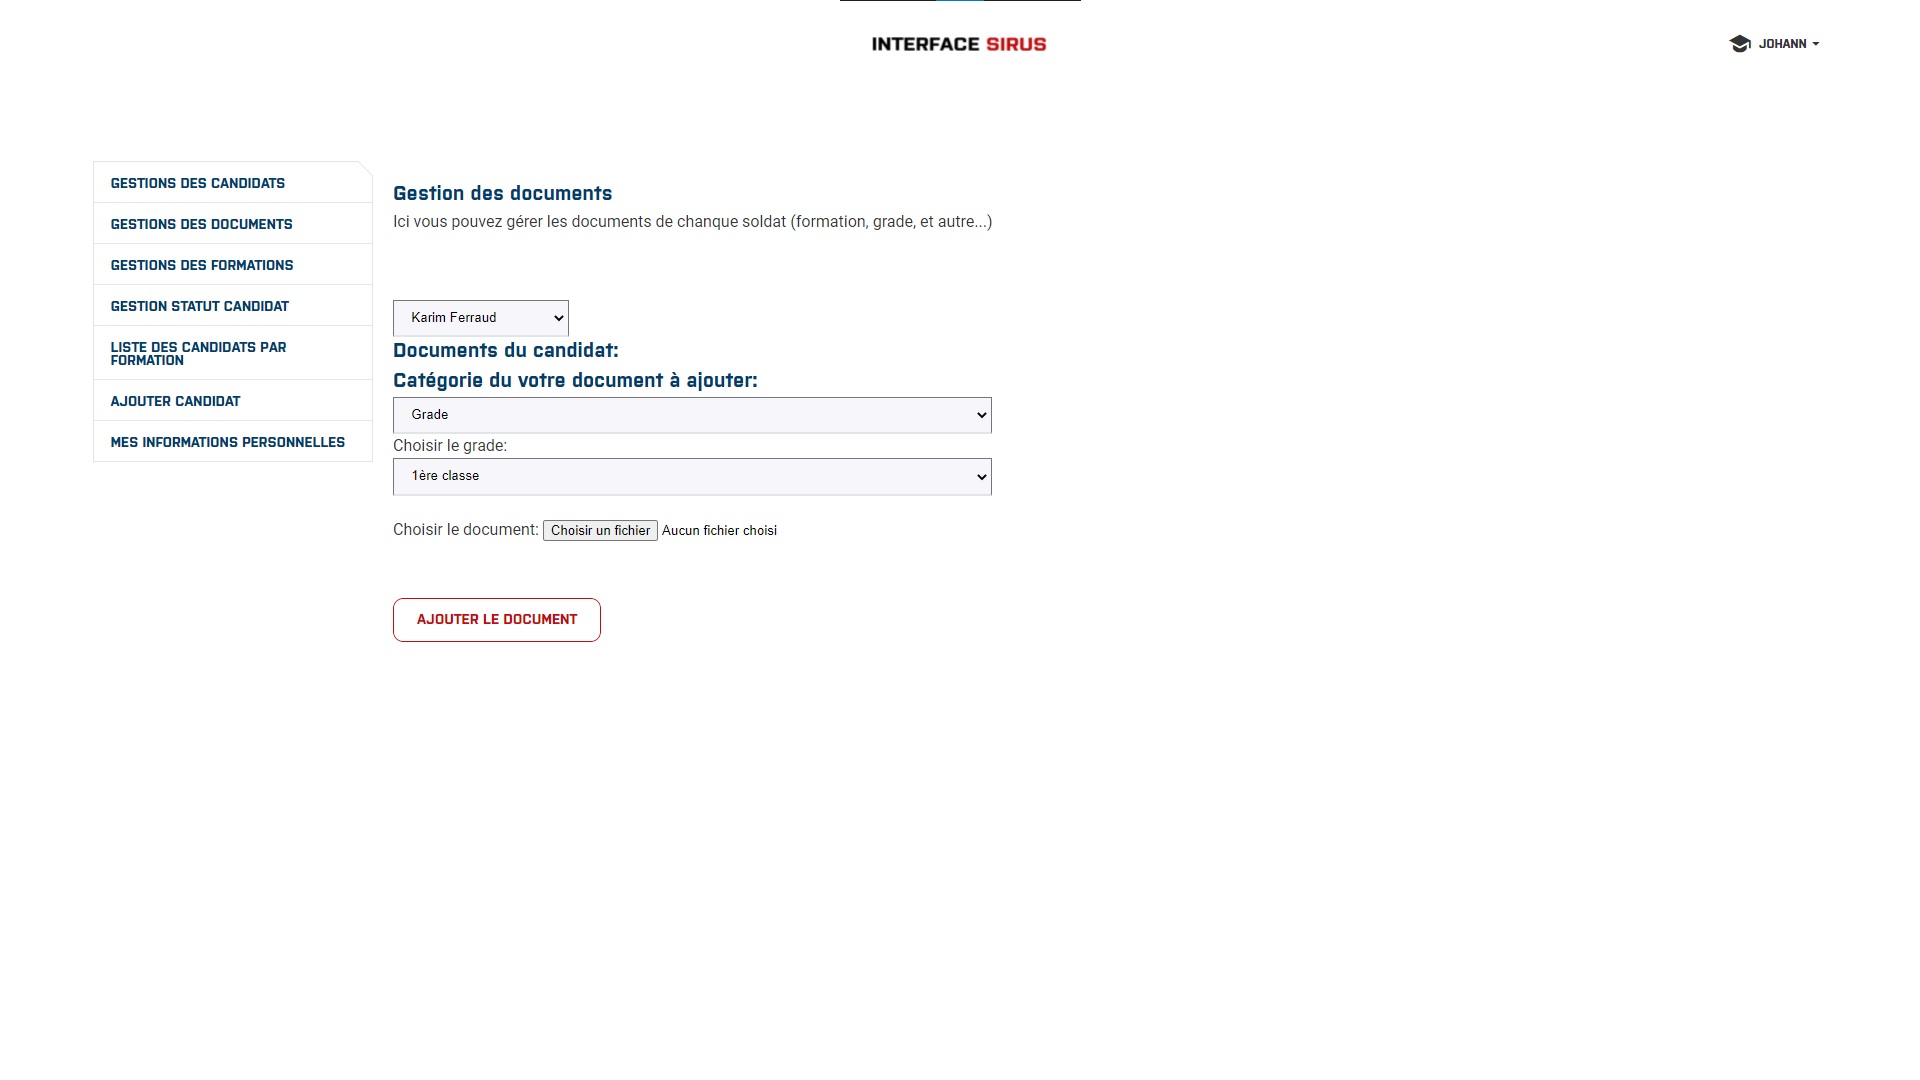 INTERFACE SIRUS
JOHANN
GESTIONS DES CANDIDATS
GESTIONS DES DOCUMENTS
GESTIONS DES FORMATIONS
GESTION STATUT CANDIDAT
LISTE DES CANDIDATS PAR
FORMATION
AJOUTER CANDIDAT
MES INFORMATIONS PERSONNELLES
Gestion des documents
Ici vous pouvez gérer les documents de chanque soldat (formation, grade, et autre...)
Karim Ferraud
Documents du candidat:
Catégorie du votre document à ajouter:
Grade
Choisir le grade:
1ère classe
Choisir le document: Choisir un fichier Aucun fichier choisi
AJOUTER LE DOCUMENT